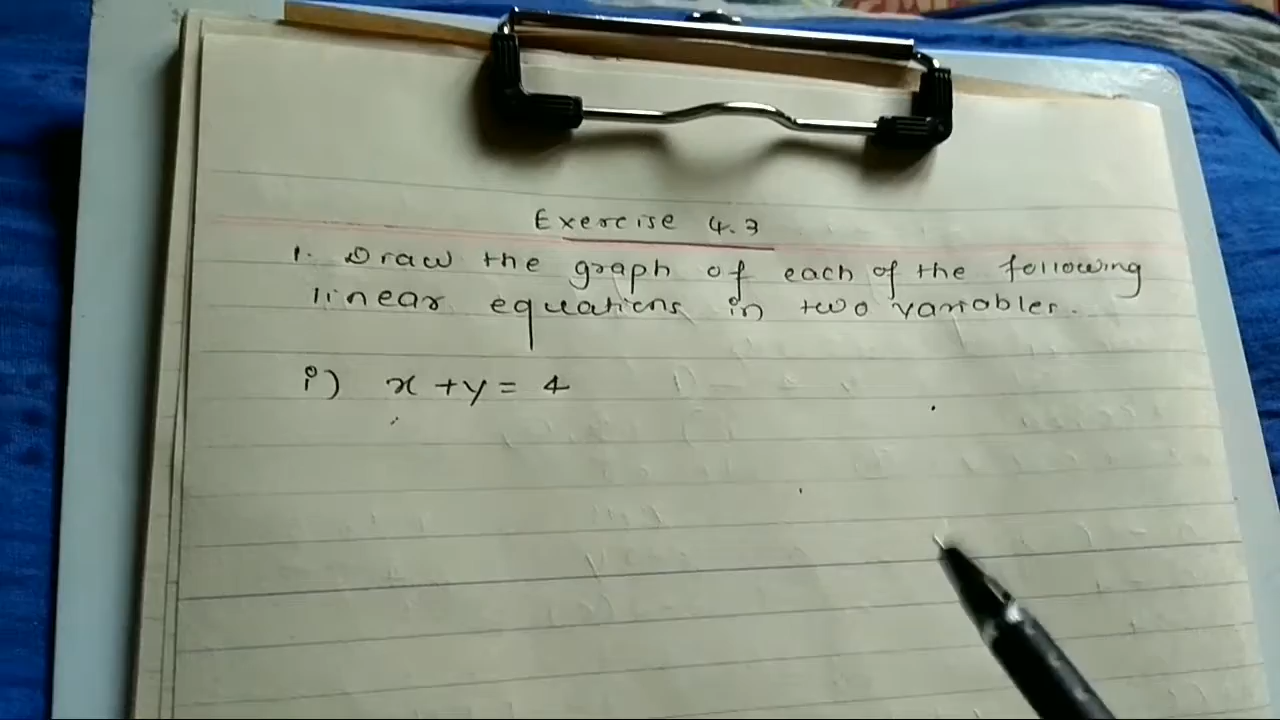 Exercise 4.3
1. Draw the graph of each of the following
linear equations in two variables.
i) x + y = 4